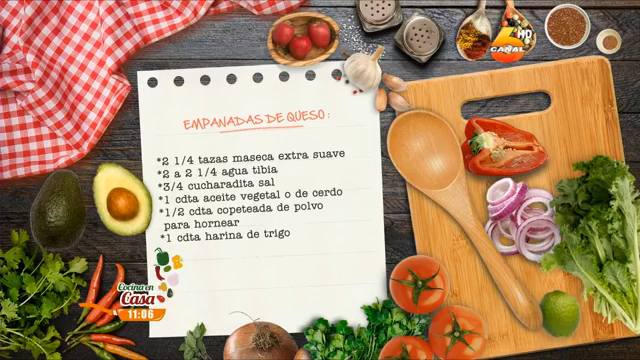 HD
CANAL
EMPANADAS DE QUESO:
*2 1/4 tazas maseca extra suave
*2 a 2 1/4 agua tibia
*3/4 cucharadita sal
*1 cdta aceite vegetal o de cerdo
*1/2 cdta copeteada de polvo
para hornear
*1 cdta harina de trigo
Cocina en
Casa
11:06